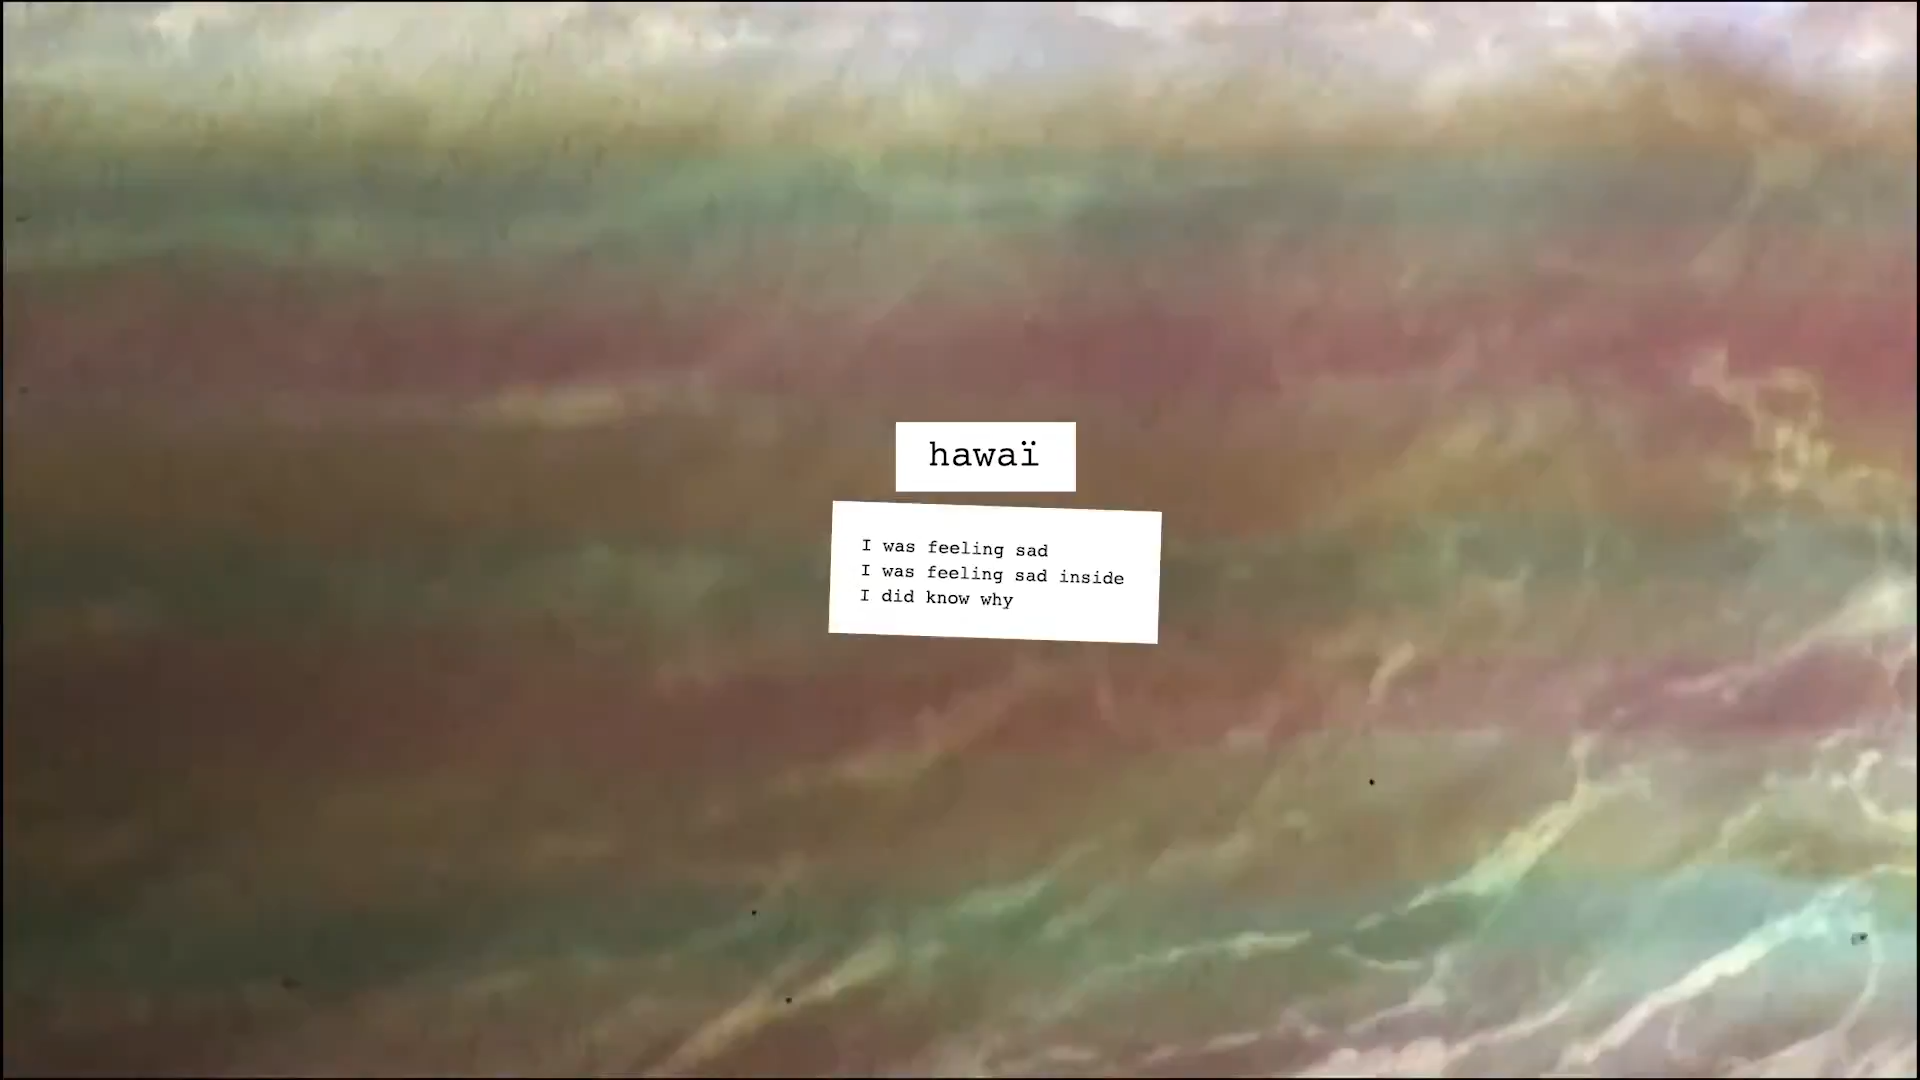 hawaï
I was feeling sad
I was feeling sad inside
I did know why